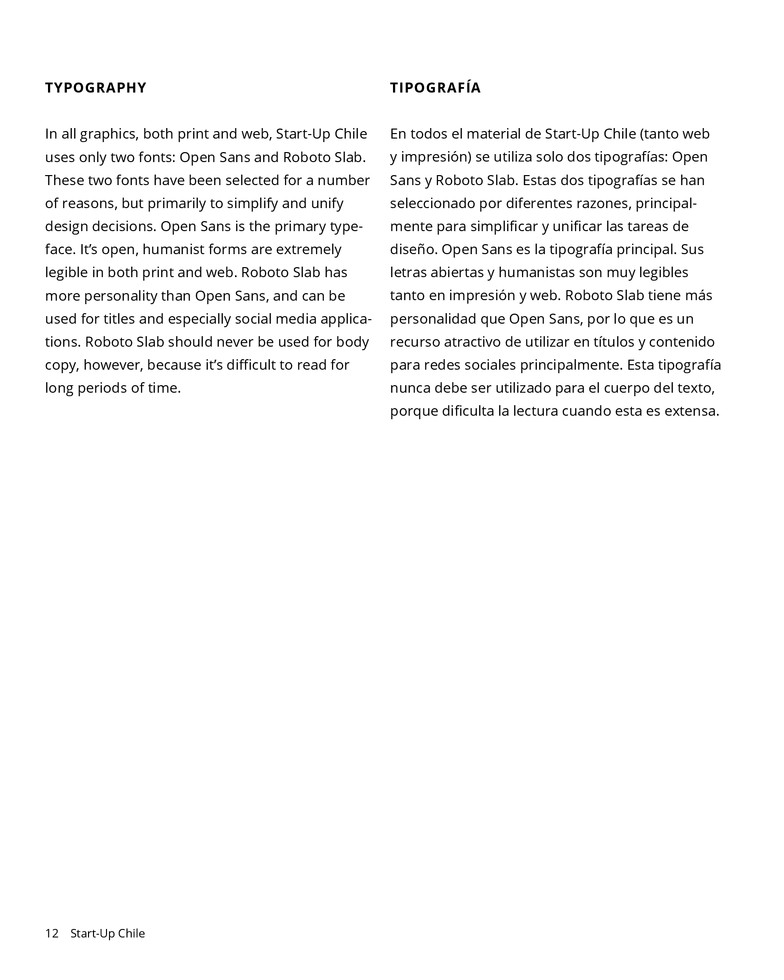 TYPOGRAPHY
In all graphics, both print and web, Start-Up Chile
uses only two fonts: Open Sans and Roboto Slab.
These two fonts have been selected for a number
of reasons, but primarily to simplify and unify
design decisions. Open Sans is the primary type-
face. It’s open, humanist forms are extremely
legible in both print and web. Roboto Slab has
more personality than Open Sans, and can be
used for titles and especially social media applica-
tions. Roboto Slab should never be used for body
copy, however, because it’s difficult to read for
long periods of time.
TIPOGRAFÍA
En todos el material de Start-Up Chile (tanto web
y impresión) se utiliza solo dos tipografías: Open
Sans y Roboto Slab. Estas dos tipografías se han
seleccionado por diferentes razones, principal-
mente para simplificar y unificar las tareas de
diseño. Open Sans es la tipografía principal. Sus
letras abiertas y humanistas son muy legibles
tanto en impresión y web. Roboto Slab tiene más
personalidad que Open Sans, por lo que es un
recurso atractivo de utilizar en títulos y contenido
para redes sociales principalmente. Esta tipografía
nunca debe ser utilizado para el cuerpo del texto,
porque dificulta la lectura cuando esta es extensa.
12 Start-Up Chile